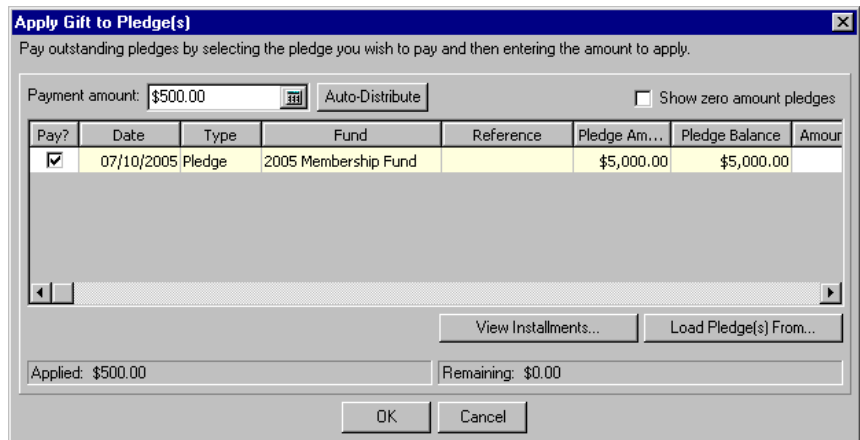 Apply Gift to Pledge(s)
Pay outstanding pledges by selecting the pledge you wish to pay and then entering the amount to apply.
Payment amount: $500.00 Auto-Distribute Show zero amount pledges
Pay? Date Type Fund Reference Pledge Am... Pledge Balance Amour
07/10/2005 Pledge 2005 Membership Fund $5,000.00 $5,000.00
View Installments... Load Pledge(s) From...
Applied: $500.00 Remaining: $0.00
OK Cancel